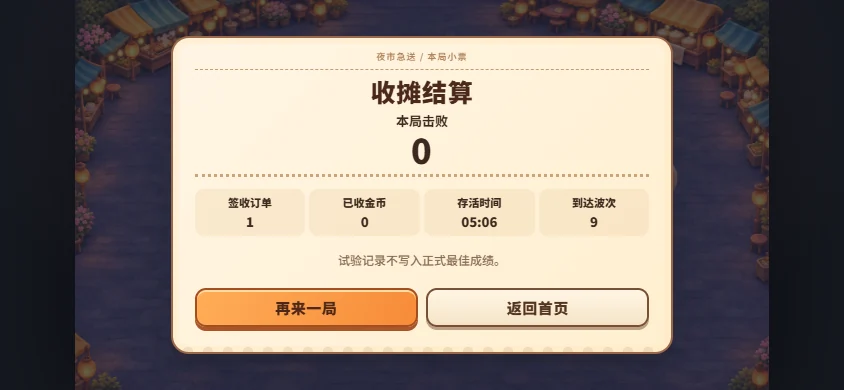 夜市急送 / 本局小票
收摊结算
本局击败
0
签收订单 已收金币 存活时间 到达波次
1 0 05:06 9
试验记录不写入正式最佳成绩。
再来一局 返回首页